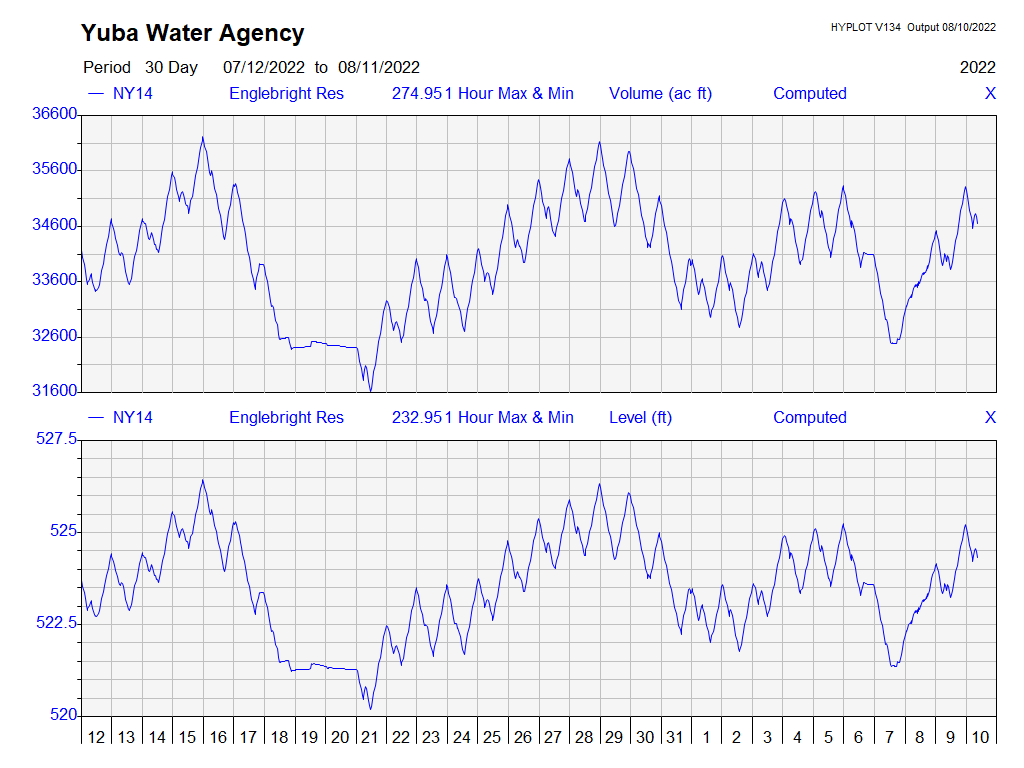 Yuba Water Agency
HYPLOT V134 Output 08/10/2022
Period 30 Day 07/12/2022 to 08/11/2022 2022
NY14 Englebright Res 274.951 Hour Max & Min Volume (ac ft) Computed X
36600
35600
34600
33600
32600
31600
NY14 Englebright Res 232.951 Hour Max & Min Level (ft) Computed X
527.5
525
522.5
520
12 13 14 15 16 17 18 19 20 21 22 23 24 25 26 27 28 29 30 31 1 2 3 4 5 6 7 8 9 10